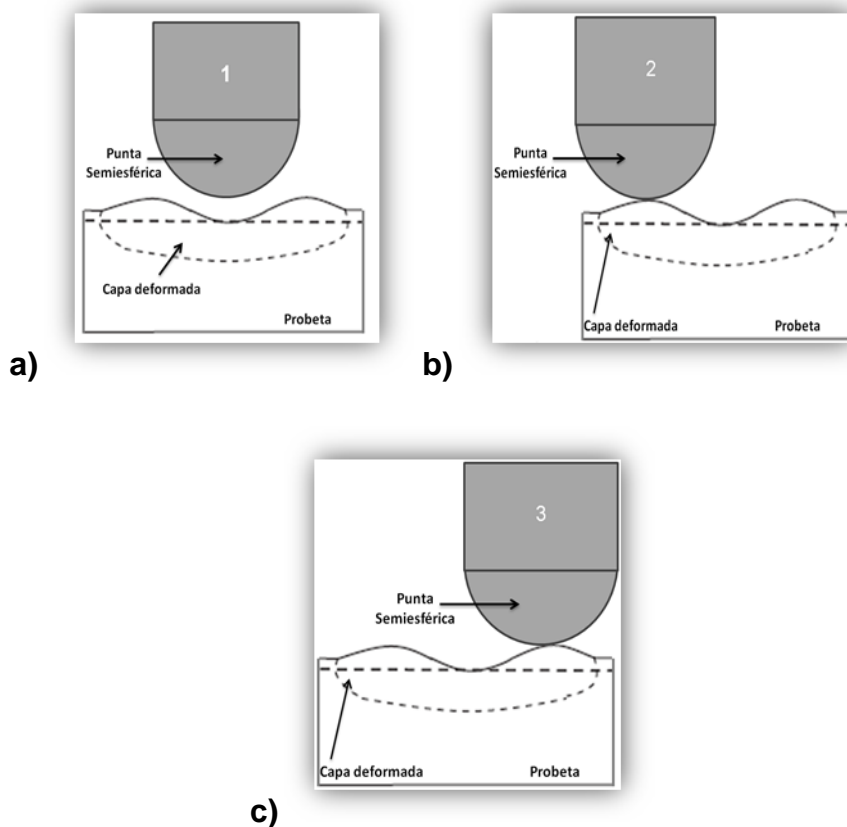 1
Punta
Semiesférica
Capa deformada
Probeta
a)
2
Punta
Semiesférica
Capa deformada
Probeta
b)
3
Punta
Semiesférica
Capa deformada
Probeta
c)